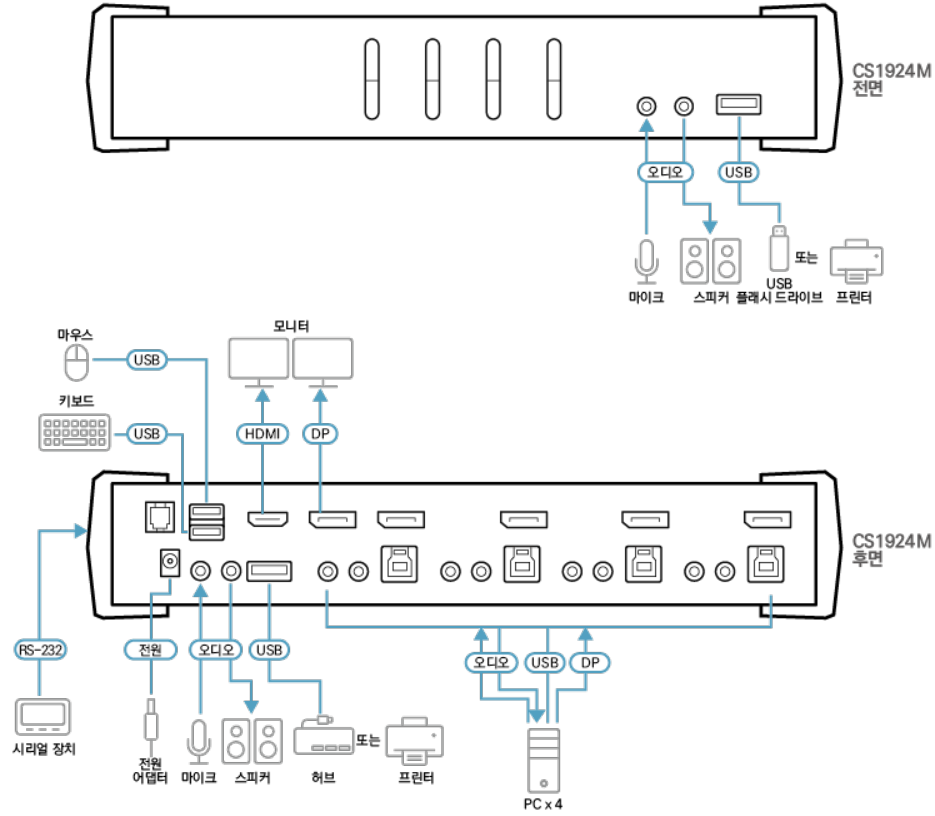 CS1924M
전면
오디오
USB
마이크
스피커
USB
플래시 드라이브
또는
프린터
마우스
USB
키보드
USB
모니터
HDMI
DP
CS1924M
후면
RS-232
전원
오디오
USB
오디오
USB
DP
시리얼 장치
전원
어댑터
마이크
스피커
허브
또는
프린터
PC x 4